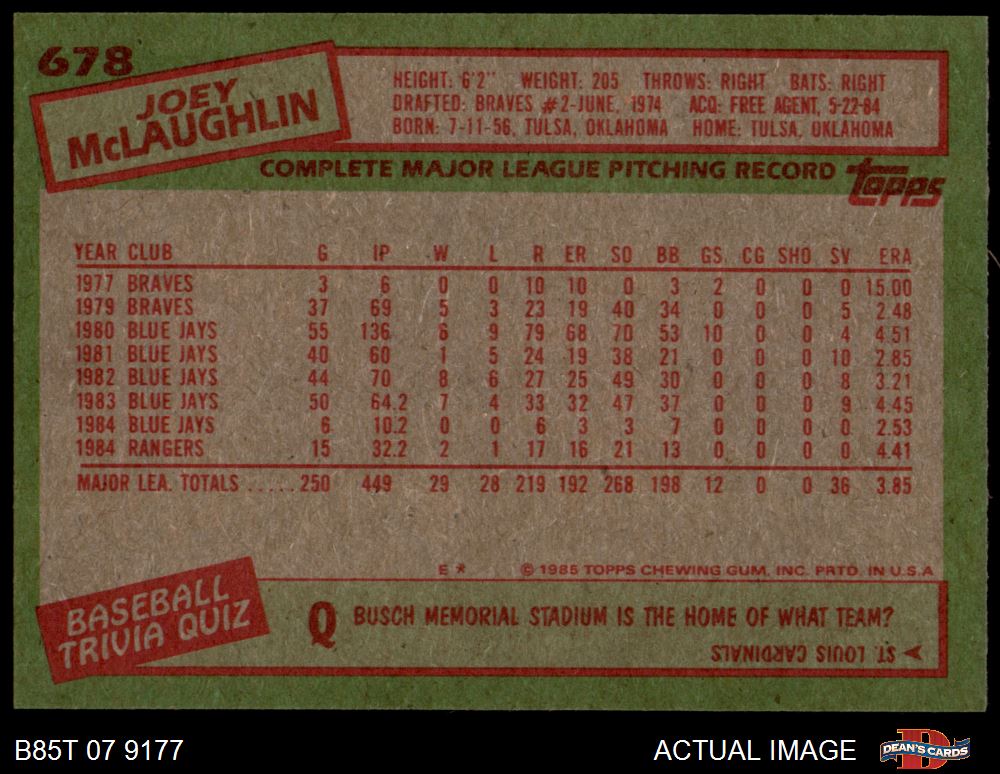 678
JOEY
McLAUGHLIN
HEIGHT: 6'2" WEIGHT: 205 THROWS: RIGHT BATS: RIGHT
DRAFTED: BRAVES #2-JUNE, 1974 ACQ: FREE AGENT, 5-22-84
BORN: 7-11-56, TULSA, OKLAHOMA HOME: TULSA, OKLAHOMA
COMPLETE MAJOR LEAGUE PITCHING RECORD topps
YEAR CLUB G IP W L R ER SO BB GS CG SHO SV ERA
1977 BRAVES 3 6 0 0 10 10 0 3 2 0 0 0 15.00
1979 BRAVES 37 69 5 3 23 19 40 34 0 0 0 5 2.48
1980 BLUE JAYS 55 136 6 9 79 68 70 53 10 0 0 4 4.51
1981 BLUE JAYS 40 60 1 5 24 19 38 21 0 0 0 10 2.85
1982 BLUE JAYS 44 70 8 6 27 25 49 30 0 0 0 8 3.21
1983 BLUE JAYS 50 64.2 7 4 33 32 47 37 0 0 0 9 4.45
1984 BLUE JAYS 6 10.2 0 0 6 3 3 7 0 0 0 0 2.53
1984 RANGERS 15 32.2 2 1 17 16 21 13 0 0 0 0 4.41
MAJOR LEA. TOTALS ..... 250 449 29 28 219 192 268 198 12 0 0 36 3.85
E * © 1985 TOPPS CHEWING GUM, INC. PRTD. IN U.S.A
BASEBALL
TRIVIA QUIZ
Q BUSCH MEMORIAL STADIUM IS THE HOME OF WHAT TEAM?
ST. LOUIS CARDINALS
B85T 07 9177 ACTUAL IMAGE DEAN'S CARDS